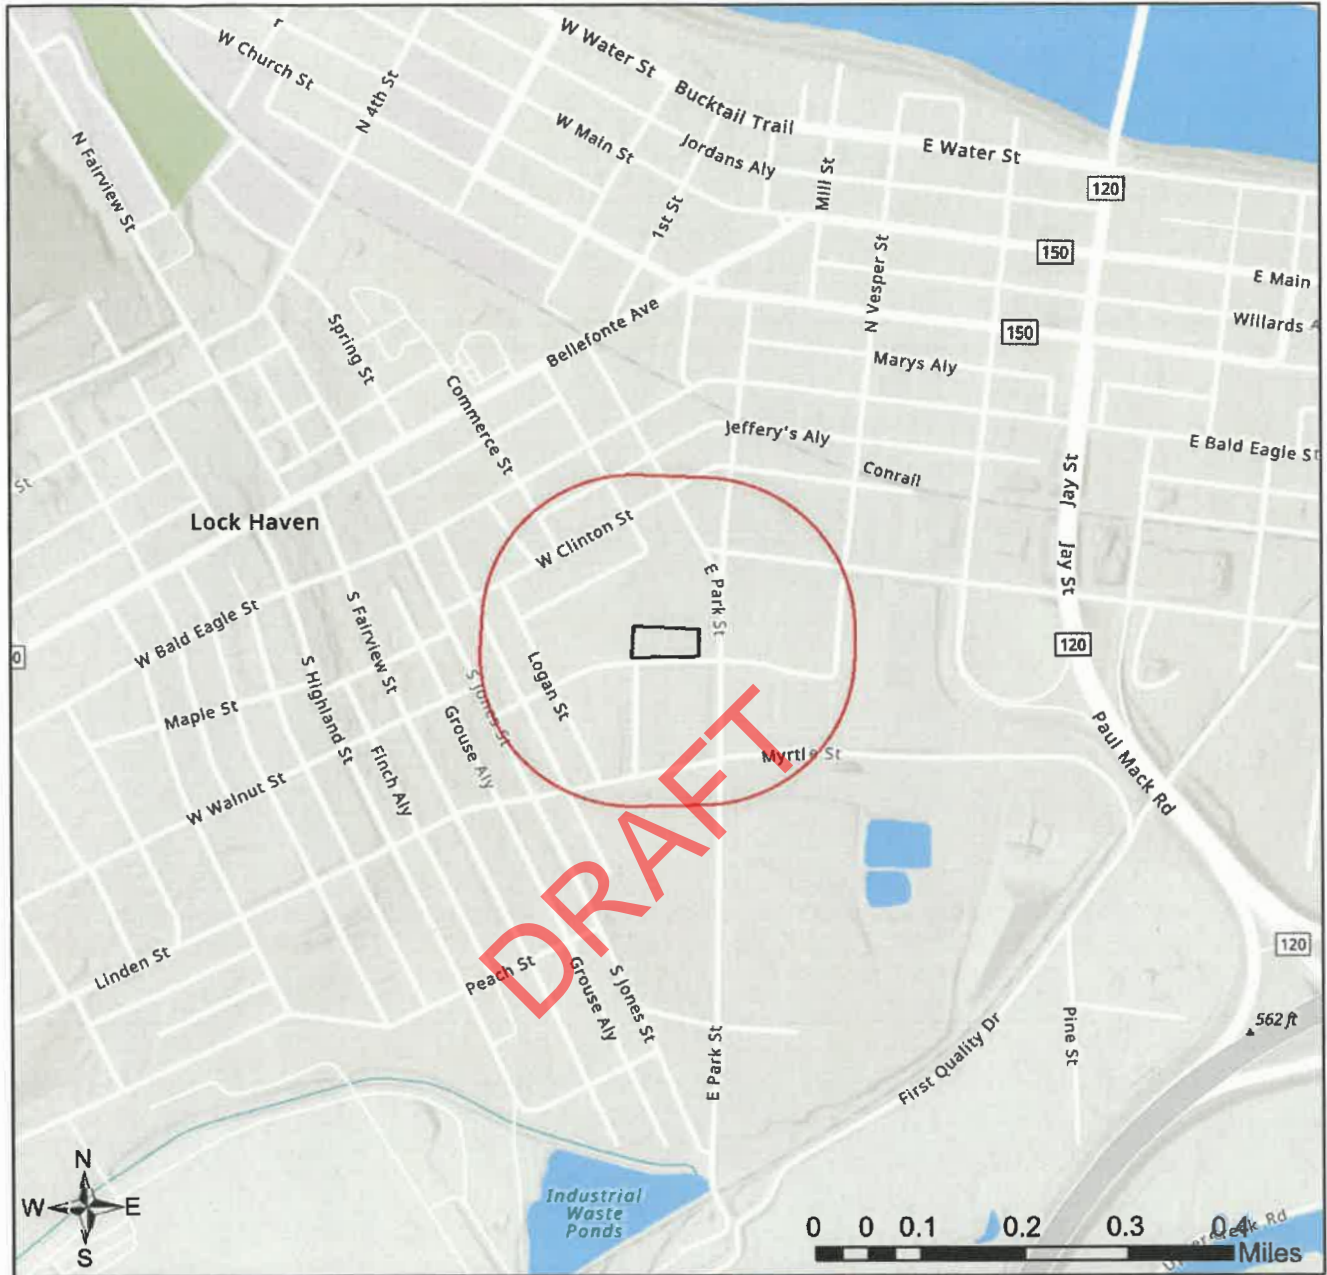 r
W Church St
N 4th St
W Water St
Bucktail Trail
W Main St
Jordans Aly
E Water St
N Fairview St
1st St
Mill St
120
150
N Vesper St
E Main
Willards A
150
Spring St
Bellefonte Ave
Marys Aly
Commerce St
Jeffery's Aly
E Bald Eagle St
Conrail
St
Jay St
Lock Haven
W Clinton St
Jay St
E Park St
S Fairview St
W Bald Eagle St
120
0
S Highland St
Logan St
S Jones St
Maple St
Grouse Aly
Paul Mack Rd
Finch Aly
Myrtle St
W Walnut St
DRAFT
120
Linden St
Peach St
Grouse Aly
S Jones St
562 ft
Pine St
E Park St
First Quality Dr
N
W E
S
Industrial
Waste
Ponds
0 0 0.1 0.2 0.3 0.4
Miles